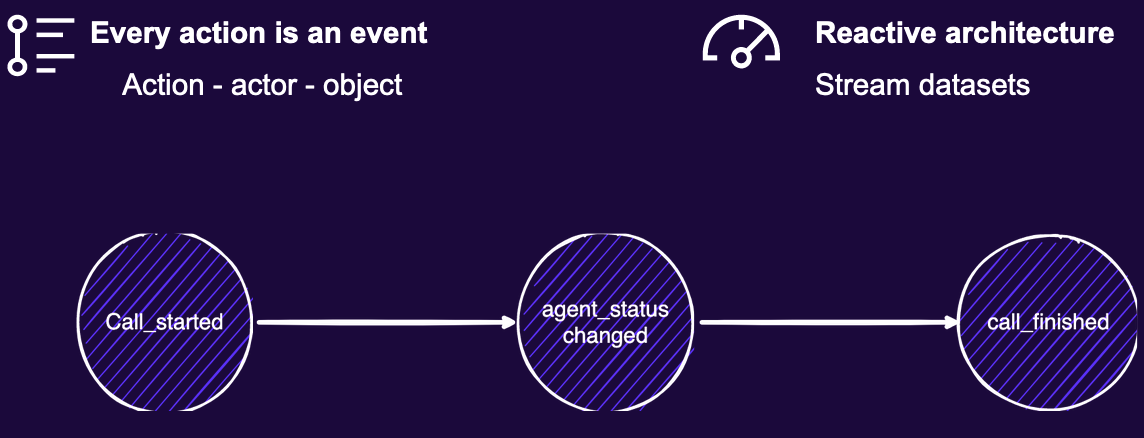 Every action is an event
Action - actor - object
Reactive architecture
Stream datasets
Call_started
agent_status
changed
call_finished